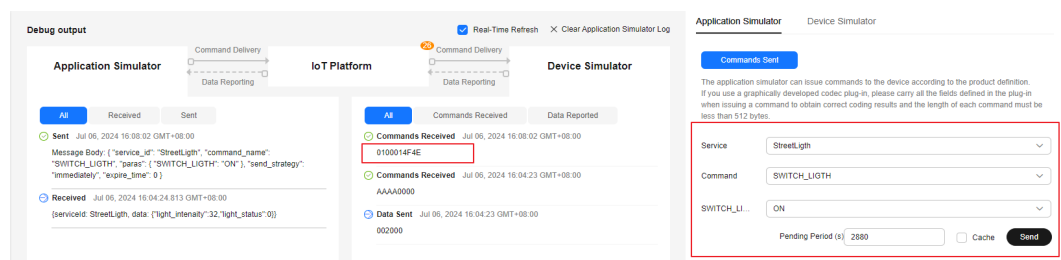 Debug output
Real-Time Refresh
Clear Application Simulator Log
Application Simulator
Command Delivery
Data Reporting
IoT Platform
26
Command Delivery
Data Reporting
Device Simulator
All
Received
Sent
Sent Jul 06, 2024 16:08:02 GMT+08:00
Message Body: { "service_id": "StreetLigth", "command_name":
"SWITCH_LIGTH", "paras": { "SWITCH_LIGTH": "ON" }, "send_strategy":
"immediately", "expire_time": 0 }
Received Jul 06, 2024 16:04:24.813 GMT+08:00
{serviceId: StreetLigth, data: {"light_intenaity":32,"light_status":0}}
All
Commands Received
Data Reported
Commands Received Jul 06, 2024 16:08:02 GMT+08:00
0100014F4E
Commands Received Jul 06, 2024 16:04:23 GMT+08:00
AAAA0000
Data Sent Jul 06, 2024 16:04:23 GMT+08:00
002000
Application Simulator
Device Simulator
Commands Sent
The application simulator can issue commands to the device according to the product definition.
If you use a graphically developed codec plug-in, please carry all the fields defined in the plug-in
when issuing a command to obtain correct coding results and the length of each command must be
less than 512 bytes.
Service StreetLigth
Command SWITCH_LIGTH
SWITCH_LI... ON
Pending Period (s) 2880 Cache Send